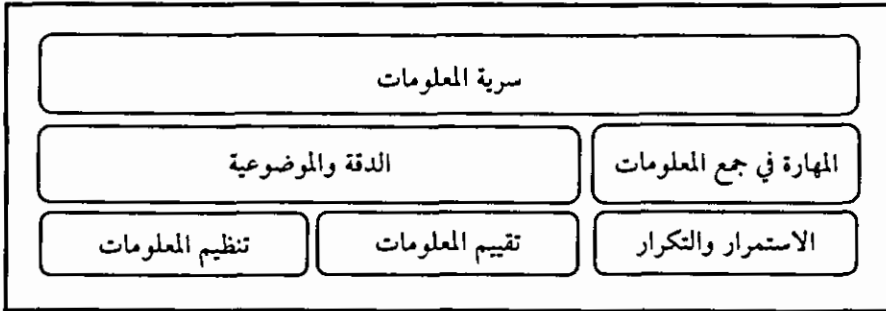 سرية المعلومات
المهارة في جمع المعلومات
الدقة والموضوعية
الاستمرار والتكرار
تقييم المعلومات
تنظيم المعلومات